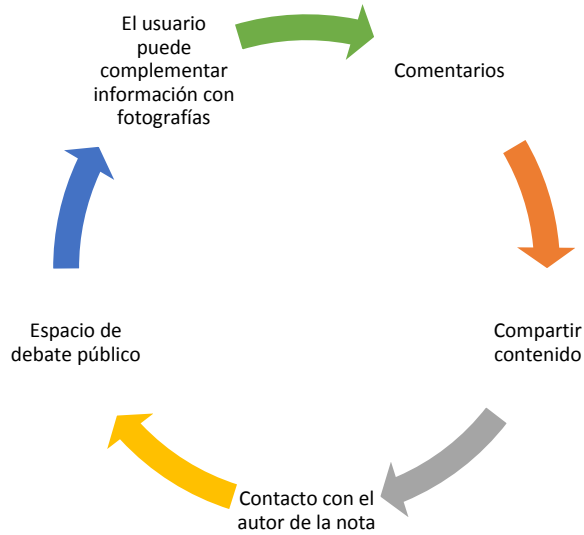 El usuario
puede
complementar
información con
fotografías
Comentarios
Compartir
contenido
Contacto con el
autor de la nota
Espacio de
debate público